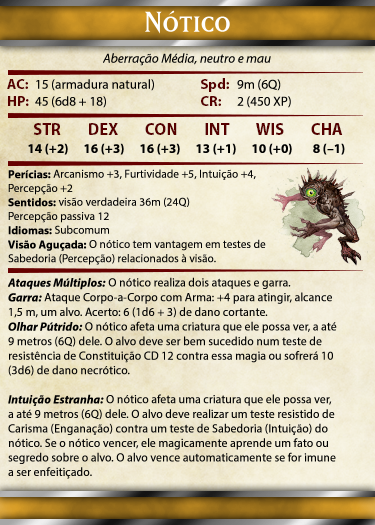 NÓTICO
Aberração Média, neutro e mau
AC: 15 (armadura natural) Spd: 9m (6Q)
HP: 45 (6d8 + 18) CR: 2 (450 XP)
STR DEX CON INT WIS CHA
14 (+2) 16 (+3) 16 (+3) 13 (+1) 10 (+0) 8 (–1)
Perícias: Arcanismo +3, Furtividade +5, Intuição +4,
Percepção +2
Sentidos: visão verdadeira 36m (24Q)
Percepção passiva 12
Idiomas: Subcomum
Visão Aguçada: O nótico tem vantagem em testes de
Sabedoria (Percepção) relacionados à visão.
Ataques Múltiplos: O nótico realiza dois ataques e garra.
Garra: Ataque Corpo-a-Corpo com Arma: +4 para atingir, alcance
1,5 m, um alvo. Acerto: 6 (1d6 + 3) de dano cortante.
Olhar Pútrido: O nótico afeta uma criatura que ele possa ver, a até
9 metros (6Q) dele. O alvo deve ser bem sucedido num teste de
resistência de Constituição CD 12 contra essa magia ou sofrerá 10
(3d6) de dano necrótico.
Intuição Estranha: O nótico afeta uma criatura que ele possa ver,
a até 9 metros (6Q) dele. O alvo deve realizar um teste resistido de
Carisma (Enganação) contra um teste de Sabedoria (Intuição) do
nótico. Se o nótico vencer, ele magicamente aprende um fato ou
segredo sobre o alvo. O alvo vence automaticamente se for imune
a ser enfeitiçado.